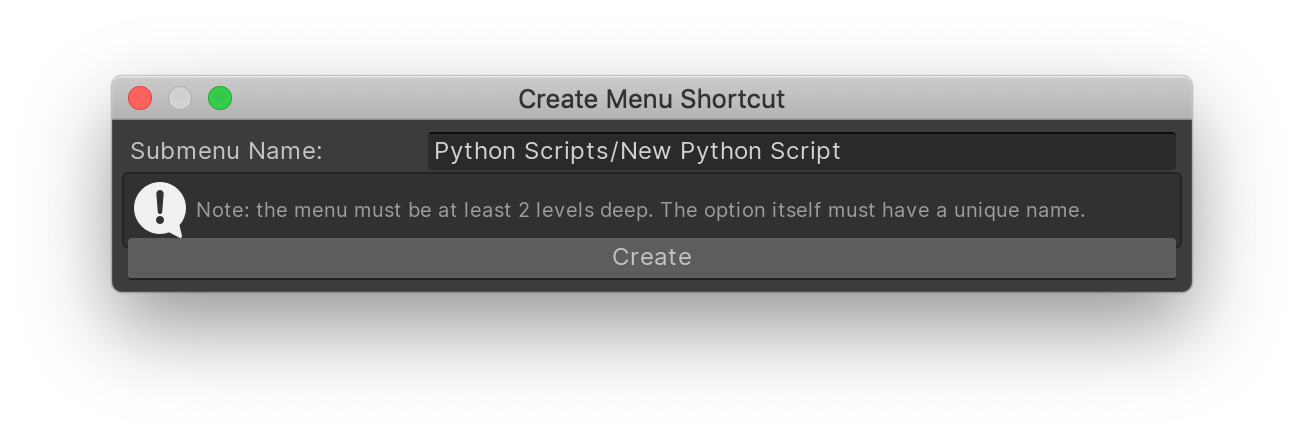 Create Menu Shortcut
Submenu Name: Python Scripts/New Python Script
Note: the menu must be at least 2 levels deep. The option itself must have a unique name.
Create